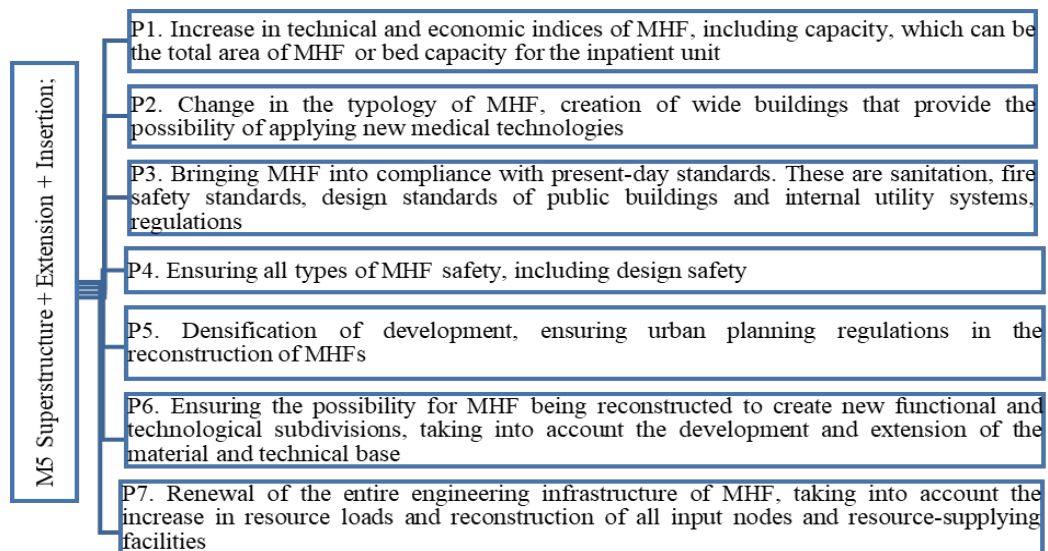 M5 Superstructure + Extension + Insertion;
P1. Increase in technical and economic indices of MHF, including capacity, which can be
the total area of MHF or bed capacity for the inpatient unit
P2. Change in the typology of MHF, creation of wide buildings that provide the
possibility of applying new medical technologies
P3. Bringing MHF into compliance with present-day standards. These are sanitation, fire
safety standards, design standards of public buildings and internal utility systems,
regulations
P4. Ensuring all types of MHF safety, including design safety
P5. Densification of development, ensuring urban planning regulations in the
reconstruction of MHFs
P6. Ensuring the possibility for MHF being reconstructed to create new functional and
technological subdivisions, taking into account the development and extension of the
material and technical base
P7. Renewal of the entire engineering infrastructure of MHF, taking into account the
increase in resource loads and reconstruction of all input nodes and resource-supplying
facilities